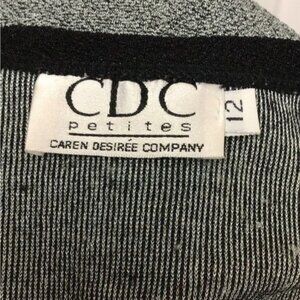 CDC
petites
CAREN DESIREE COMPANY
12